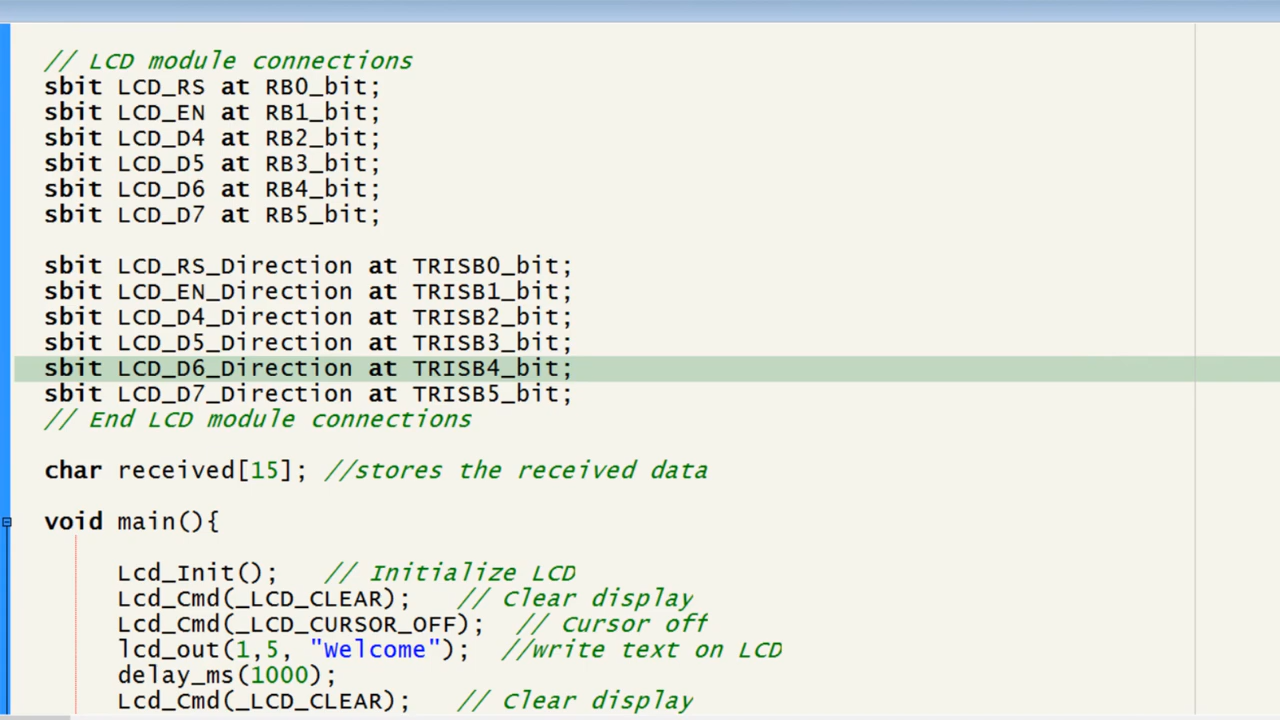 // LCD module connections
sbit LCD_RS at RB0_bit;
sbit LCD_EN at RB1_bit;
sbit LCD_D4 at RB2_bit;
sbit LCD_D5 at RB3_bit;
sbit LCD_D6 at RB4_bit;
sbit LCD_D7 at RB5_bit;
sbit LCD_RS_Direction at TRISB0_bit;
sbit LCD_EN_Direction at TRISB1_bit;
sbit LCD_D4_Direction at TRISB2_bit;
sbit LCD_D5_Direction at TRISB3_bit;
sbit LCD_D6_Direction at TRISB4_bit;
sbit LCD_D7_Direction at TRISB5_bit;
// End LCD module connections
char received[15]; //stores the received data
void main(){
Lcd_Init(); // Initialize LCD
Lcd_Cmd(_LCD_CLEAR); // Clear display
Lcd_Cmd(_LCD_CURSOR_OFF); // Cursor off
lcd_out(1,5, "Welcome"); //write text on LCD
delay_ms(1000);
Lcd_Cmd(_LCD_CLEAR); // Clear display